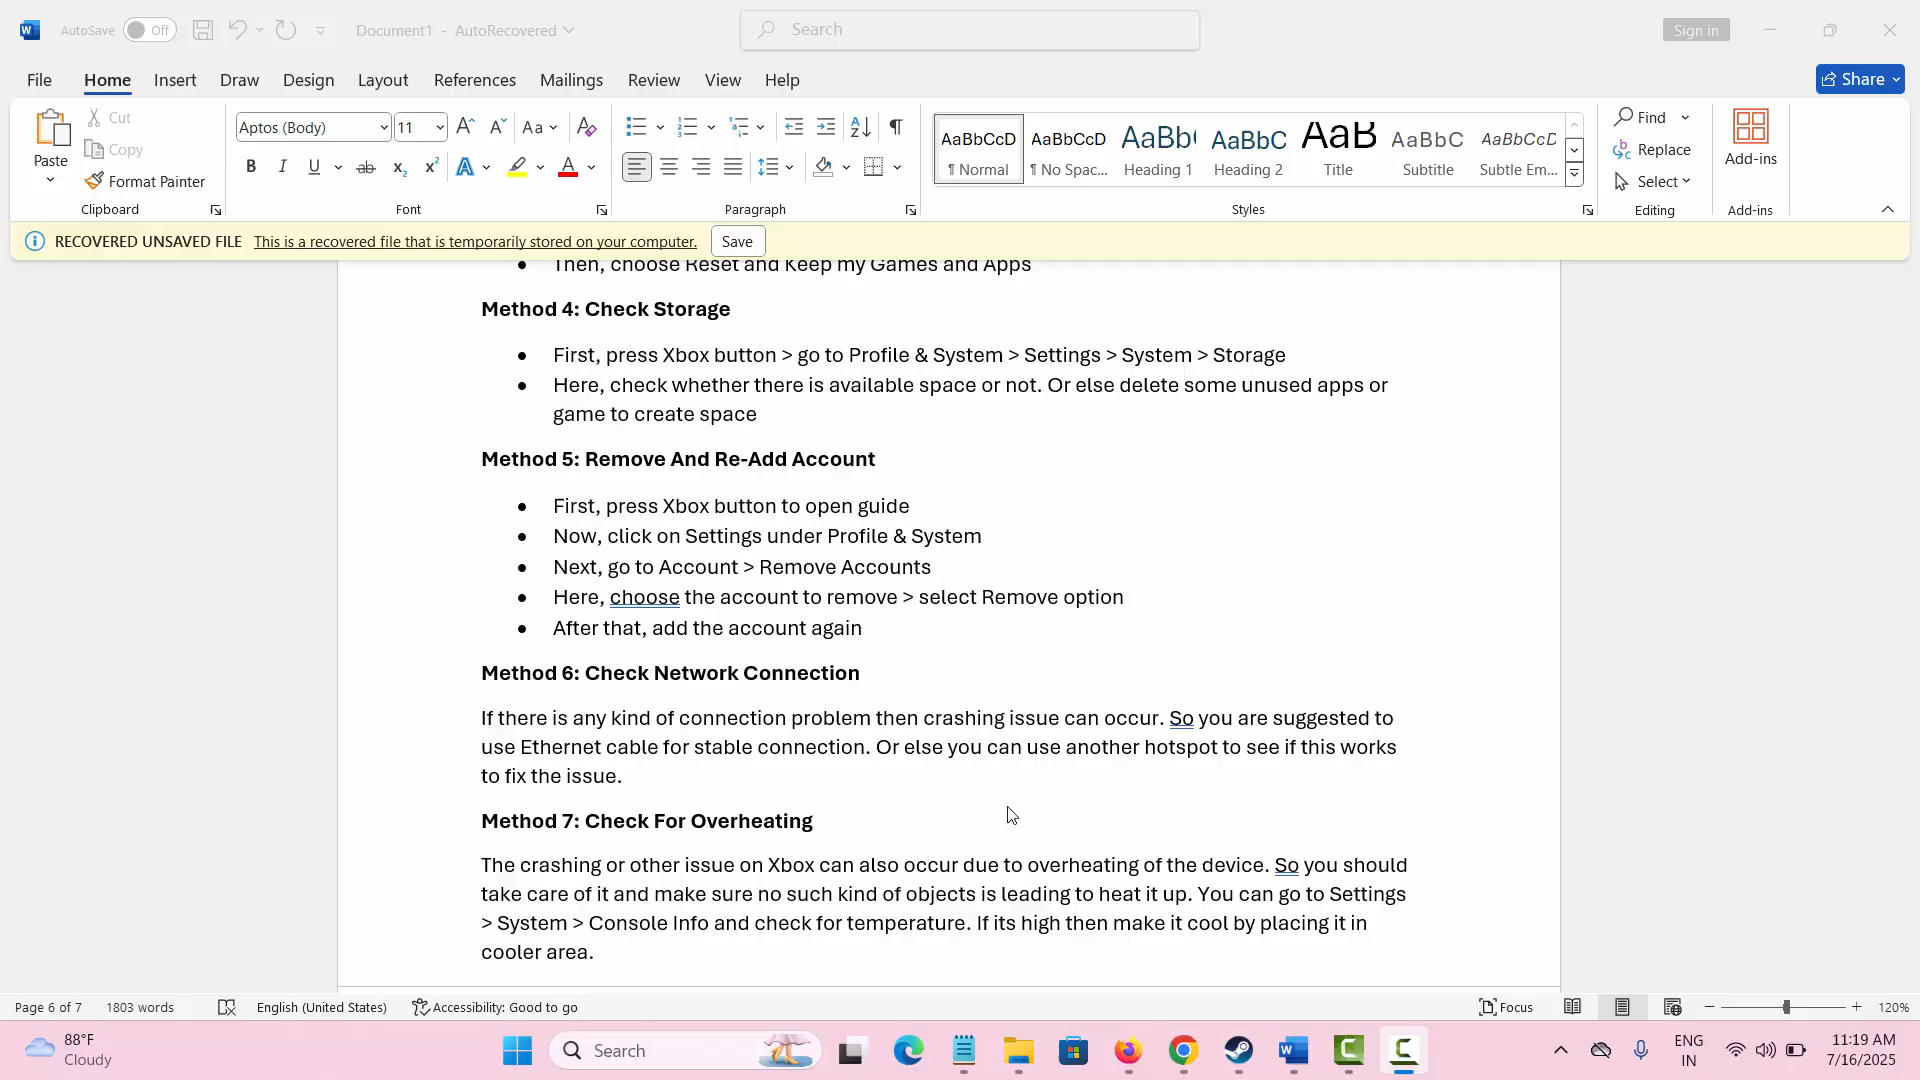 AutoSave Off Document1 - AutoRecovered Search Sign in
File Home Insert Draw Design Layout References Mailings Review View Help Share
Paste Cut Copy Format Painter Clipboard
Aptos (Body) 11 Font
Paragraph
AaBbCcD AaBbCcD AaBb( AaBbC AaB AaBbC AaBbCcD
¶ Normal ¶ No Spac... Heading 1 Heading 2 Title Subtitle Subtle Em...
Styles
Find Replace Select Editing
Add-ins Add-ins
RECOVERED UNSAVED FILE This is a recovered file that is temporarily stored on your computer. Save
Then, choose Reset and Keep my Games and Apps
Method 4: Check Storage
First, press Xbox button > go to Profile & System > Settings > System > Storage
Here, check whether there is available space or not. Or else delete some unused apps or
game to create space
Method 5: Remove And Re-Add Account
First, press Xbox button to open guide
Now, click on Settings under Profile & System
Next, go to Account > Remove Accounts
Here, choose the account to remove > select Remove option
After that, add the account again
Method 6: Check Network Connection
If there is any kind of connection problem then crashing issue can occur. So you are suggested to
use Ethernet cable for stable connection. Or else you can use another hotspot to see if this works
to fix the issue.
Method 7: Check For Overheating
The crashing or other issue on Xbox can also occur due to overheating of the device. So you should
take care of it and make sure no such kind of objects is leading to heat it up. You can go to Settings
> System > Console Info and check for temperature. If its high then make it cool by placing it in
cooler area.
Page 6 of 7 1803 words English (United States) Accessibility: Good to go Focus 120%
88°F
Cloudy
Search
ENG
IN
11:19 AM
7/16/2025